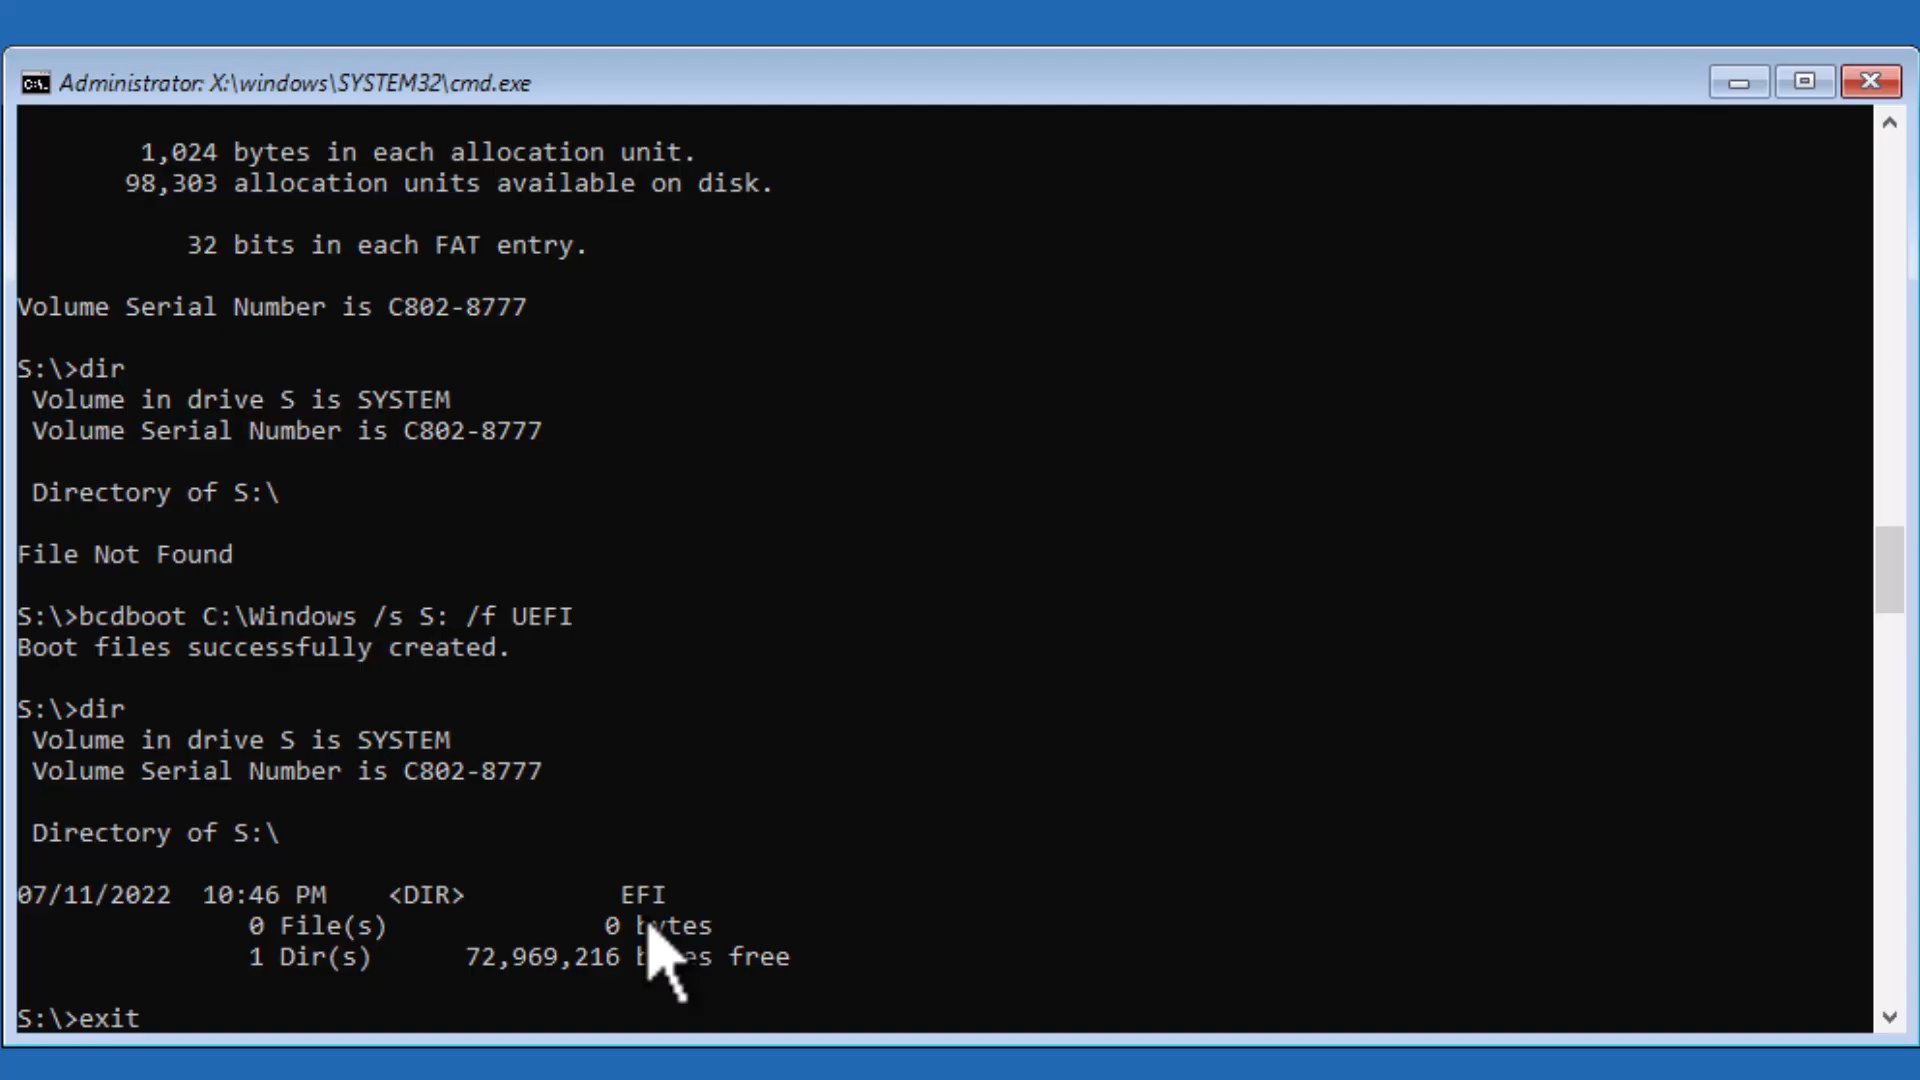 Administrator: X:\windows\SYSTEM32\cmd.exe
1,024 bytes in each allocation unit.
98,303 allocation units available on disk.
32 bits in each FAT entry.
Volume Serial Number is C802-8777
S:\>dir
Volume in drive S is SYSTEM
Volume Serial Number is C802-8777
Directory of S:\
File Not Found
S:\>bcdboot C:\Windows /s S: /f UEFI
Boot files successfully created.
S:\>dir
Volume in drive S is SYSTEM
Volume Serial Number is C802-8777
Directory of S:\
07/11/2022  10:46 PM    <DIR>          EFI
0 File(s)              0 bytes
1 Dir(s)      72,969,216 bytes free
S:\>exit